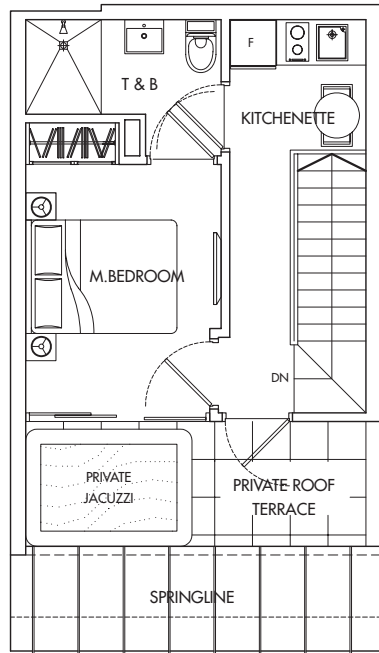 F
T & B
KITCHENETTE
M.BEDROOM
DN
PRIVATE
JACUZZI
PRIVATE ROOF
TERRACE
SPRINGLINE